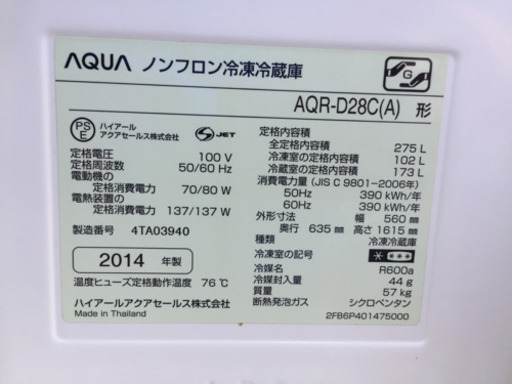 AQUA ノンフロン冷凍冷蔵庫
G
AQR-D28C(A) 形
PS E ハイアール アクアセールス株式会社 S-JET
定格電圧 100 V
定格周波数 50/60 Hz
電動機の
定格消費電力 70/80 W
電熱装置の
定格消費電力 137/137 W
製造番号 4TA03940
2014 年製
温度ヒューズ定格動作温度 76℃
ハイアールアクアセールス株式会社
Made in Thailand
定格内容積
全定格内容積 275 L
冷凍室の定格内容積 102 L
冷蔵室の定格内容積 173 L
消費電力量 (JIS C 9801-2006年)
50Hz 390 kWh/年
60Hz 390 kWh/年
外形寸法 幅 560 mm
奥行 635 mm 高さ 1615 mm
種類 冷凍冷蔵庫
冷凍室の記号
冷媒名 R600a
冷媒封入量 44 g
質量 57 kg
断熱発泡ガス シクロペンタン
2FB6P401475000